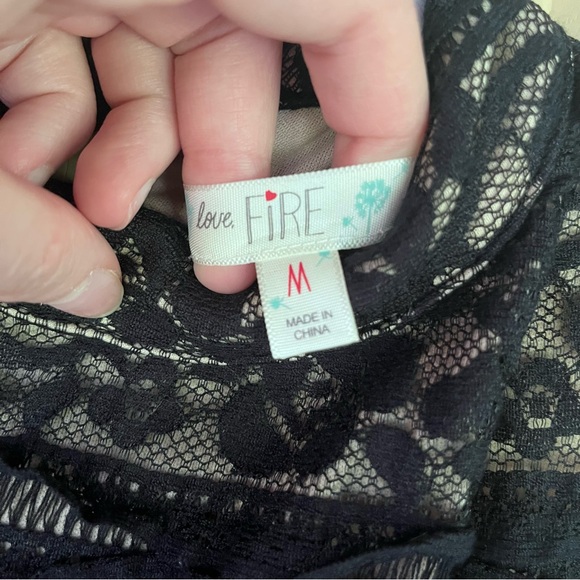 love, FiRE
M
MADE IN
CHINA